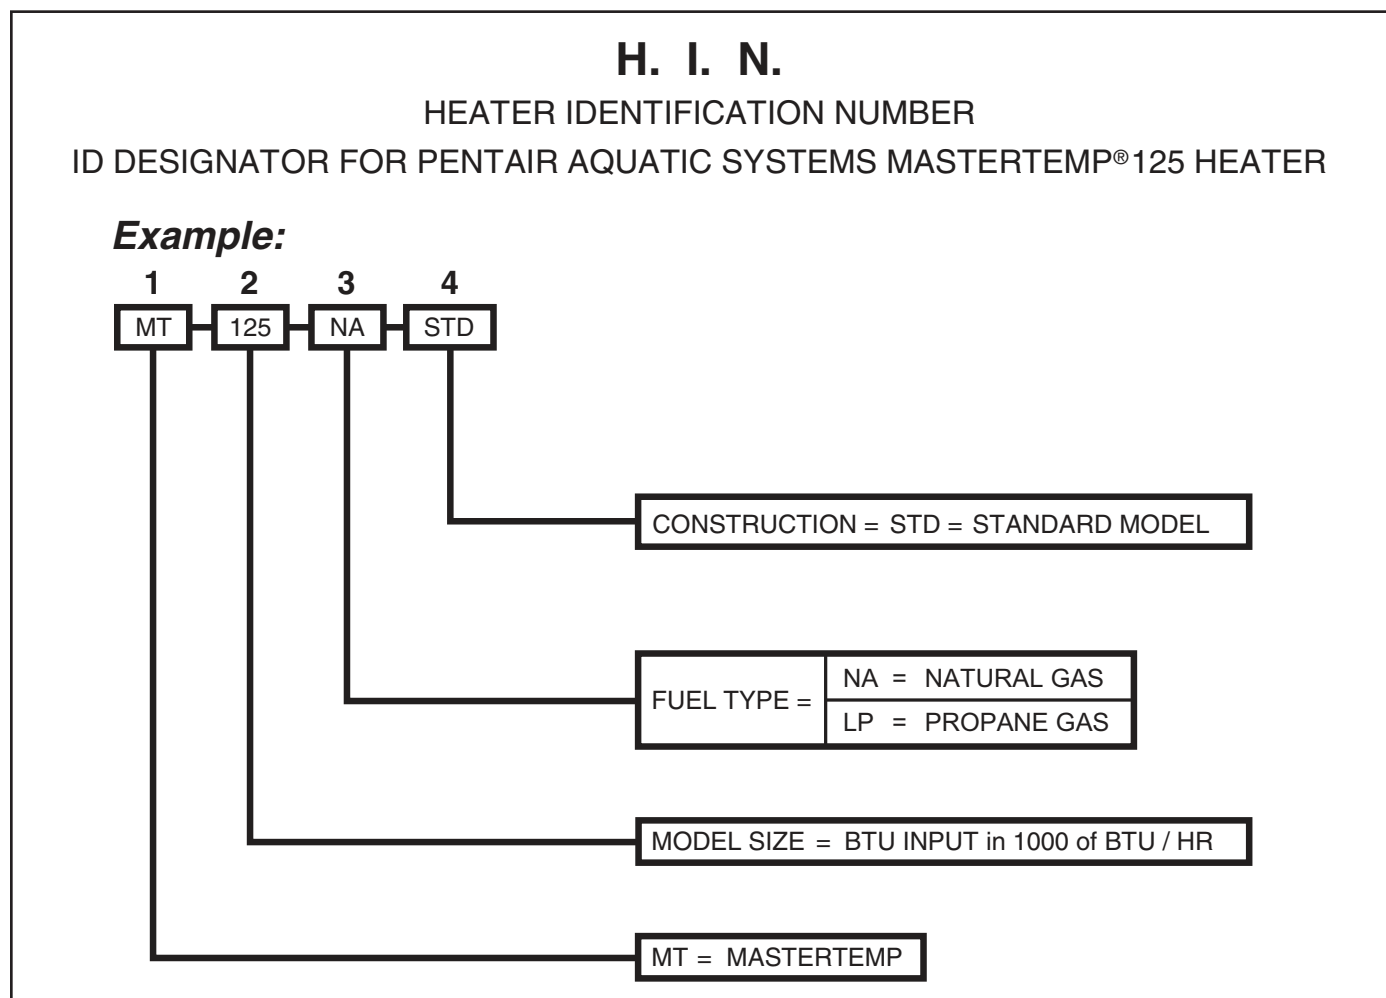 H. I. N.
HEATER IDENTIFICATION NUMBER
ID DESIGNATOR FOR PENTAIR AQUATIC SYSTEMS MASTERTEMP® 125 HEATER
Example:
1 2 3 4
MT 125 NA STD
CONSTRUCTION = STD = STANDARD MODEL
FUEL TYPE =
NA = NATURAL GAS
LP = PROPANE GAS
MODEL SIZE = BTU INPUT in 1000 of BTU / HR
MT = MASTERTEMP